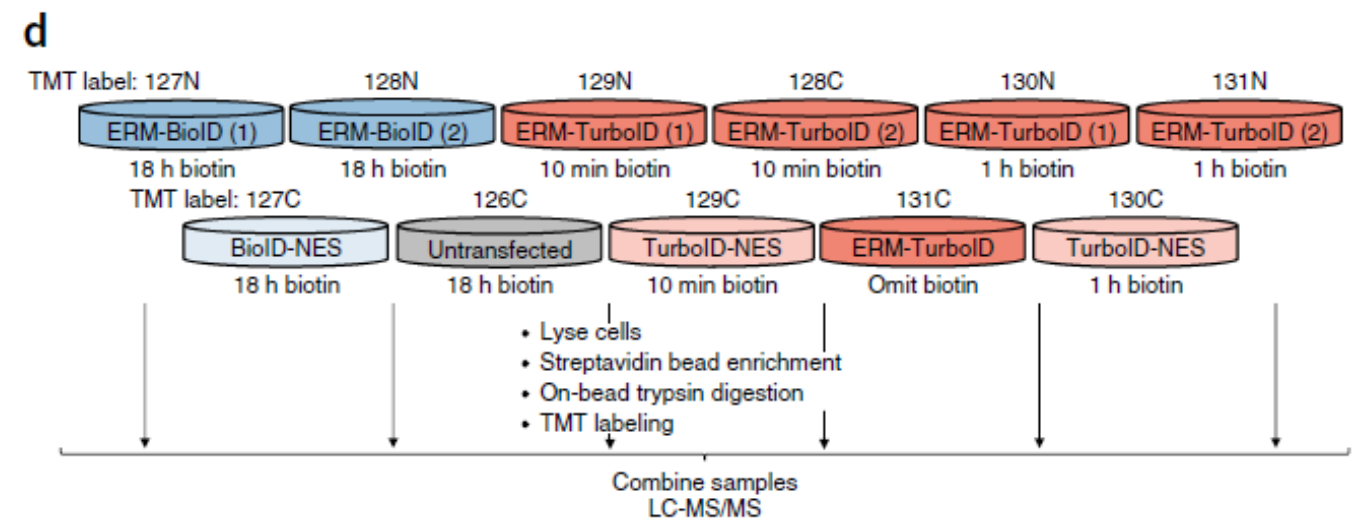 d
TMT label: 127N 128N 129N 128C 130N 131N
ERM-BioID (1) ERM-BioID (2) ERM-TurboID (1) ERM-TurboID (2) ERM-TurboID (1) ERM-TurboID (2)
18 h biotin 18 h biotin 10 min biotin 10 min biotin 1 h biotin 1 h biotin
TMT label: 127C 126C 129C 131C 130C
BioID-NES Untransfected TurboID-NES ERM-TurboID TurboID-NES
18 h biotin 18 h biotin 10 min biotin Omit biotin 1 h biotin
• Lyse cells
• Streptavidin bead enrichment
• On-bead trypsin digestion
• TMT labeling
Combine samples
LC-MS/MS